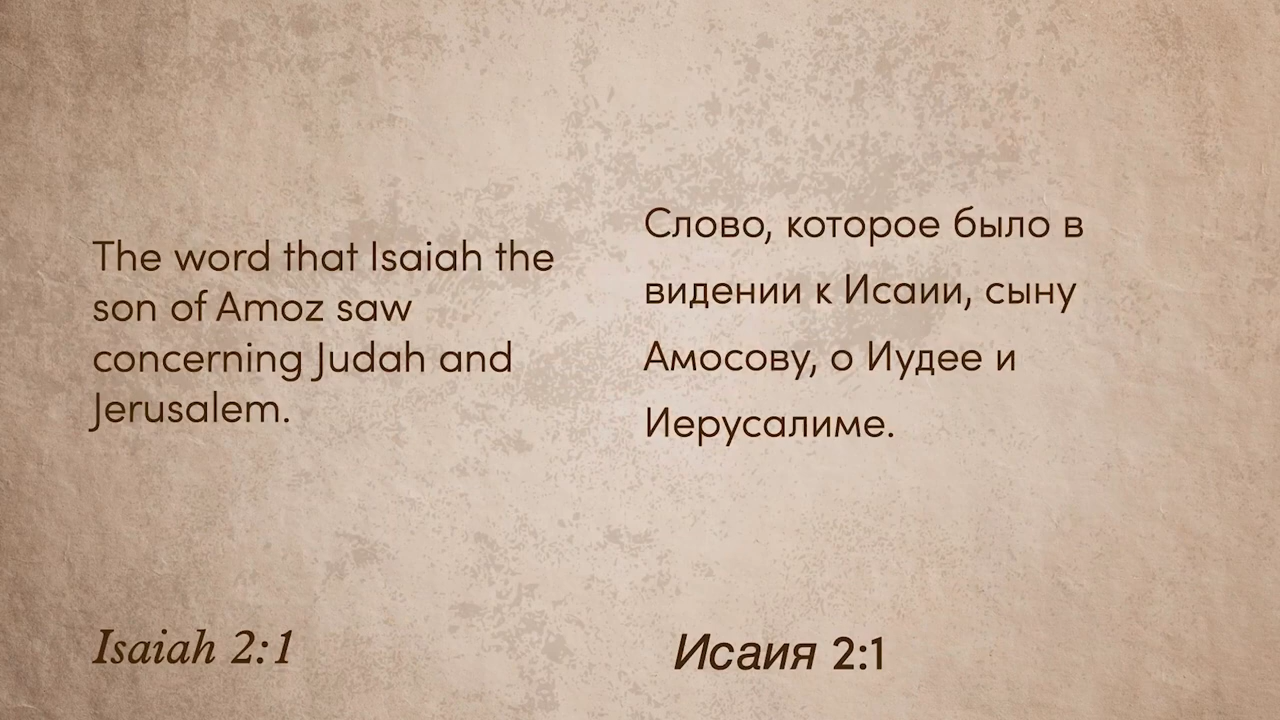 The word that Isaiah the
son of Amoz saw
concerning Judah and
Jerusalem.
Isaiah 2:1
Слово, которое было в
видении к Исаии, сыну
Амосову, о Иудее и
Иерусалиме.
Исаия 2:1